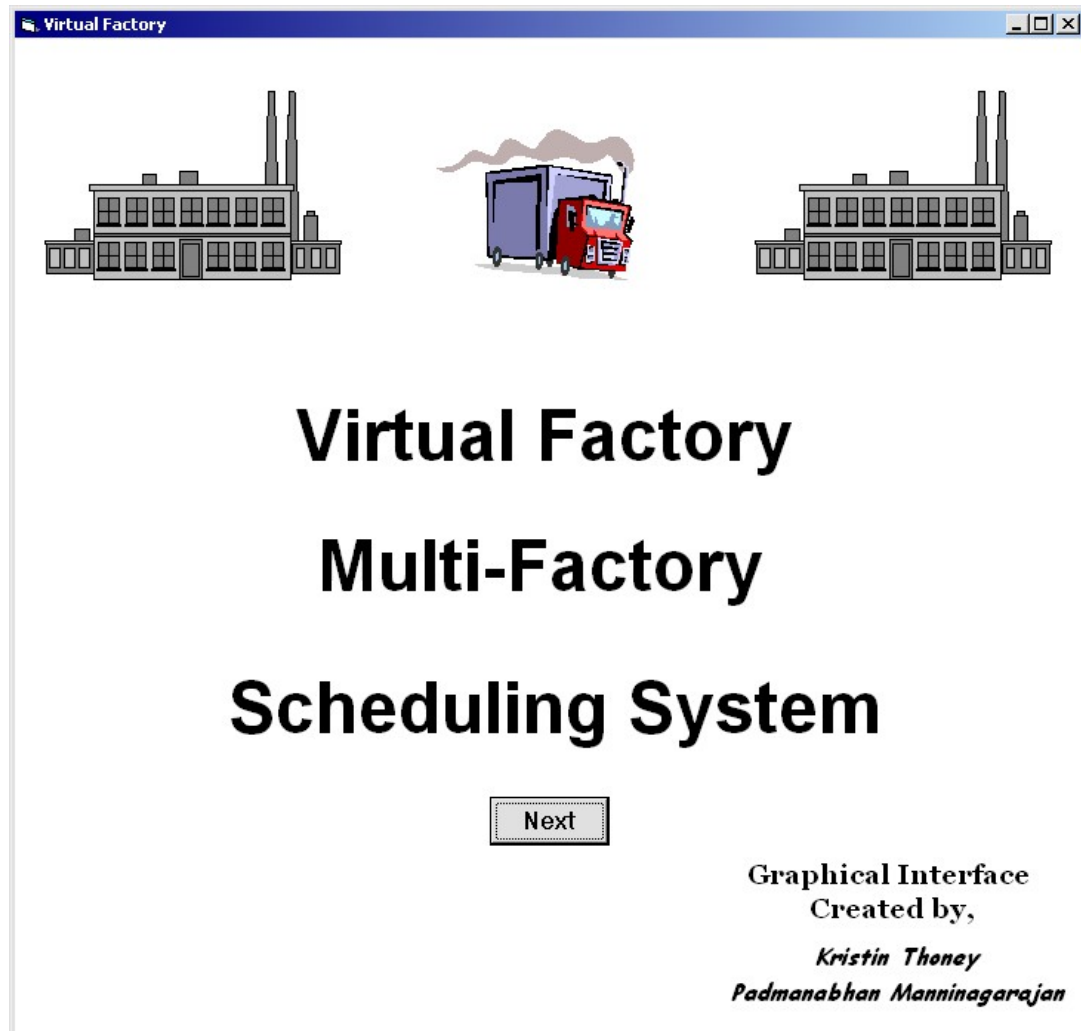 Virtual Factory
Virtual Factory
Multi-Factory
Scheduling System
Next
Graphical Interface
Created by,
Kristin Thoney
Padmanabhan Manninagarajan